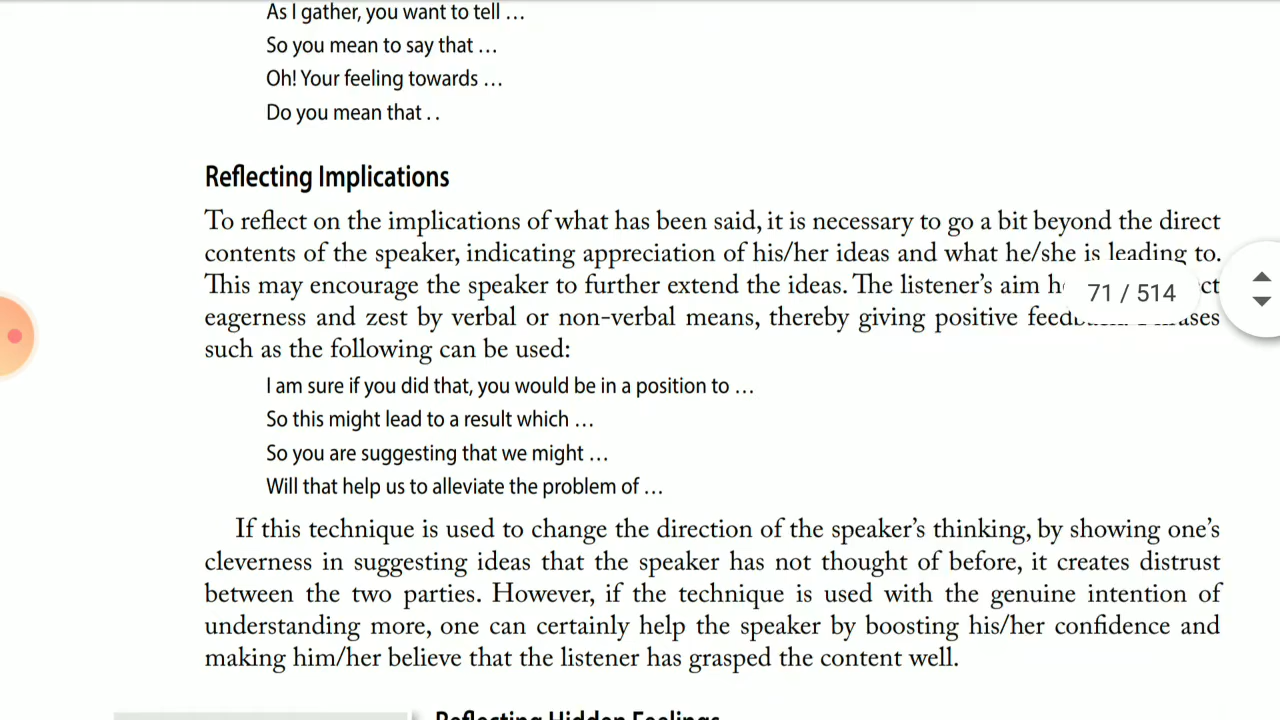 As I gather, you want to tell …
So you mean to say that …
Oh! Your feeling towards …
Do you mean that . .
Reflecting Implications
To reflect on the implications of what has been said, it is necessary to go a bit beyond the direct
contents of the speaker, indicating appreciation of his/her ideas and what he/she is leading to.
This may encourage the speaker to further extend the ideas. The listener's aim
71 / 514
eagerness and zest by verbal or non-verbal means, thereby giving positive
such as the following can be used:
I am sure if you did that, you would be in a position to …
So this might lead to a result which …
So you are suggesting that we might …
Will that help us to alleviate the problem of …
If this technique is used to change the direction of the speaker's thinking, by showing one's
cleverness in suggesting ideas that the speaker has not thought of before, it creates distrust
between the two parties. However, if the technique is used with the genuine intention of
understanding more, one can certainly help the speaker by boosting his/her confidence and
making him/her believe that the listener has grasped the content well.
Reflecting Hidden Feelings